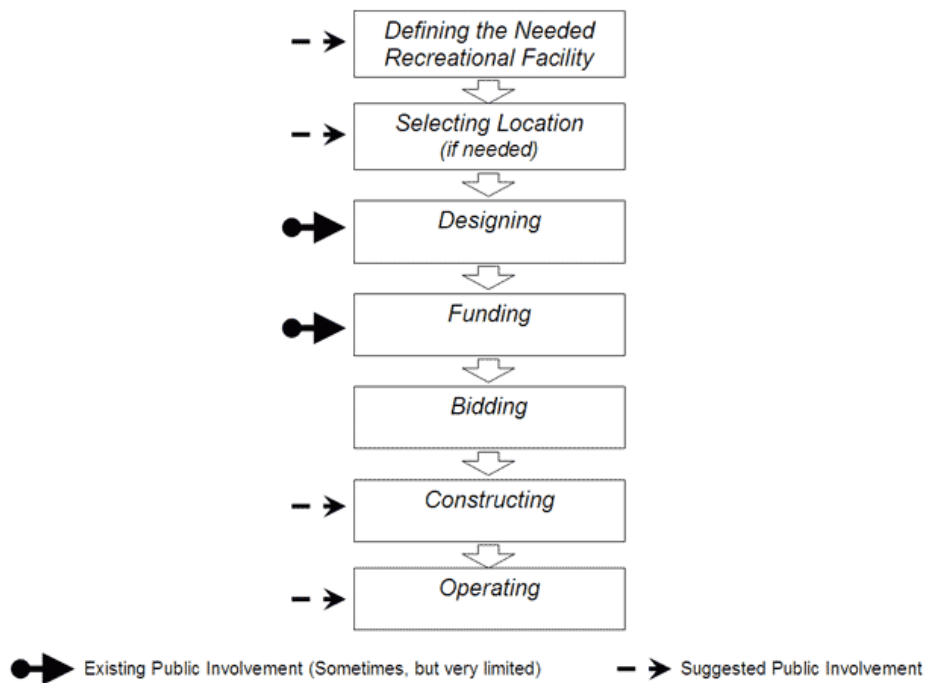 Defining the Needed
Recreational Facility
Selecting Location
(if needed)
Designing
Funding
Bidding
Constructing
Operating
Existing Public Involvement (Sometimes, but very limited)
Suggested Public Involvement